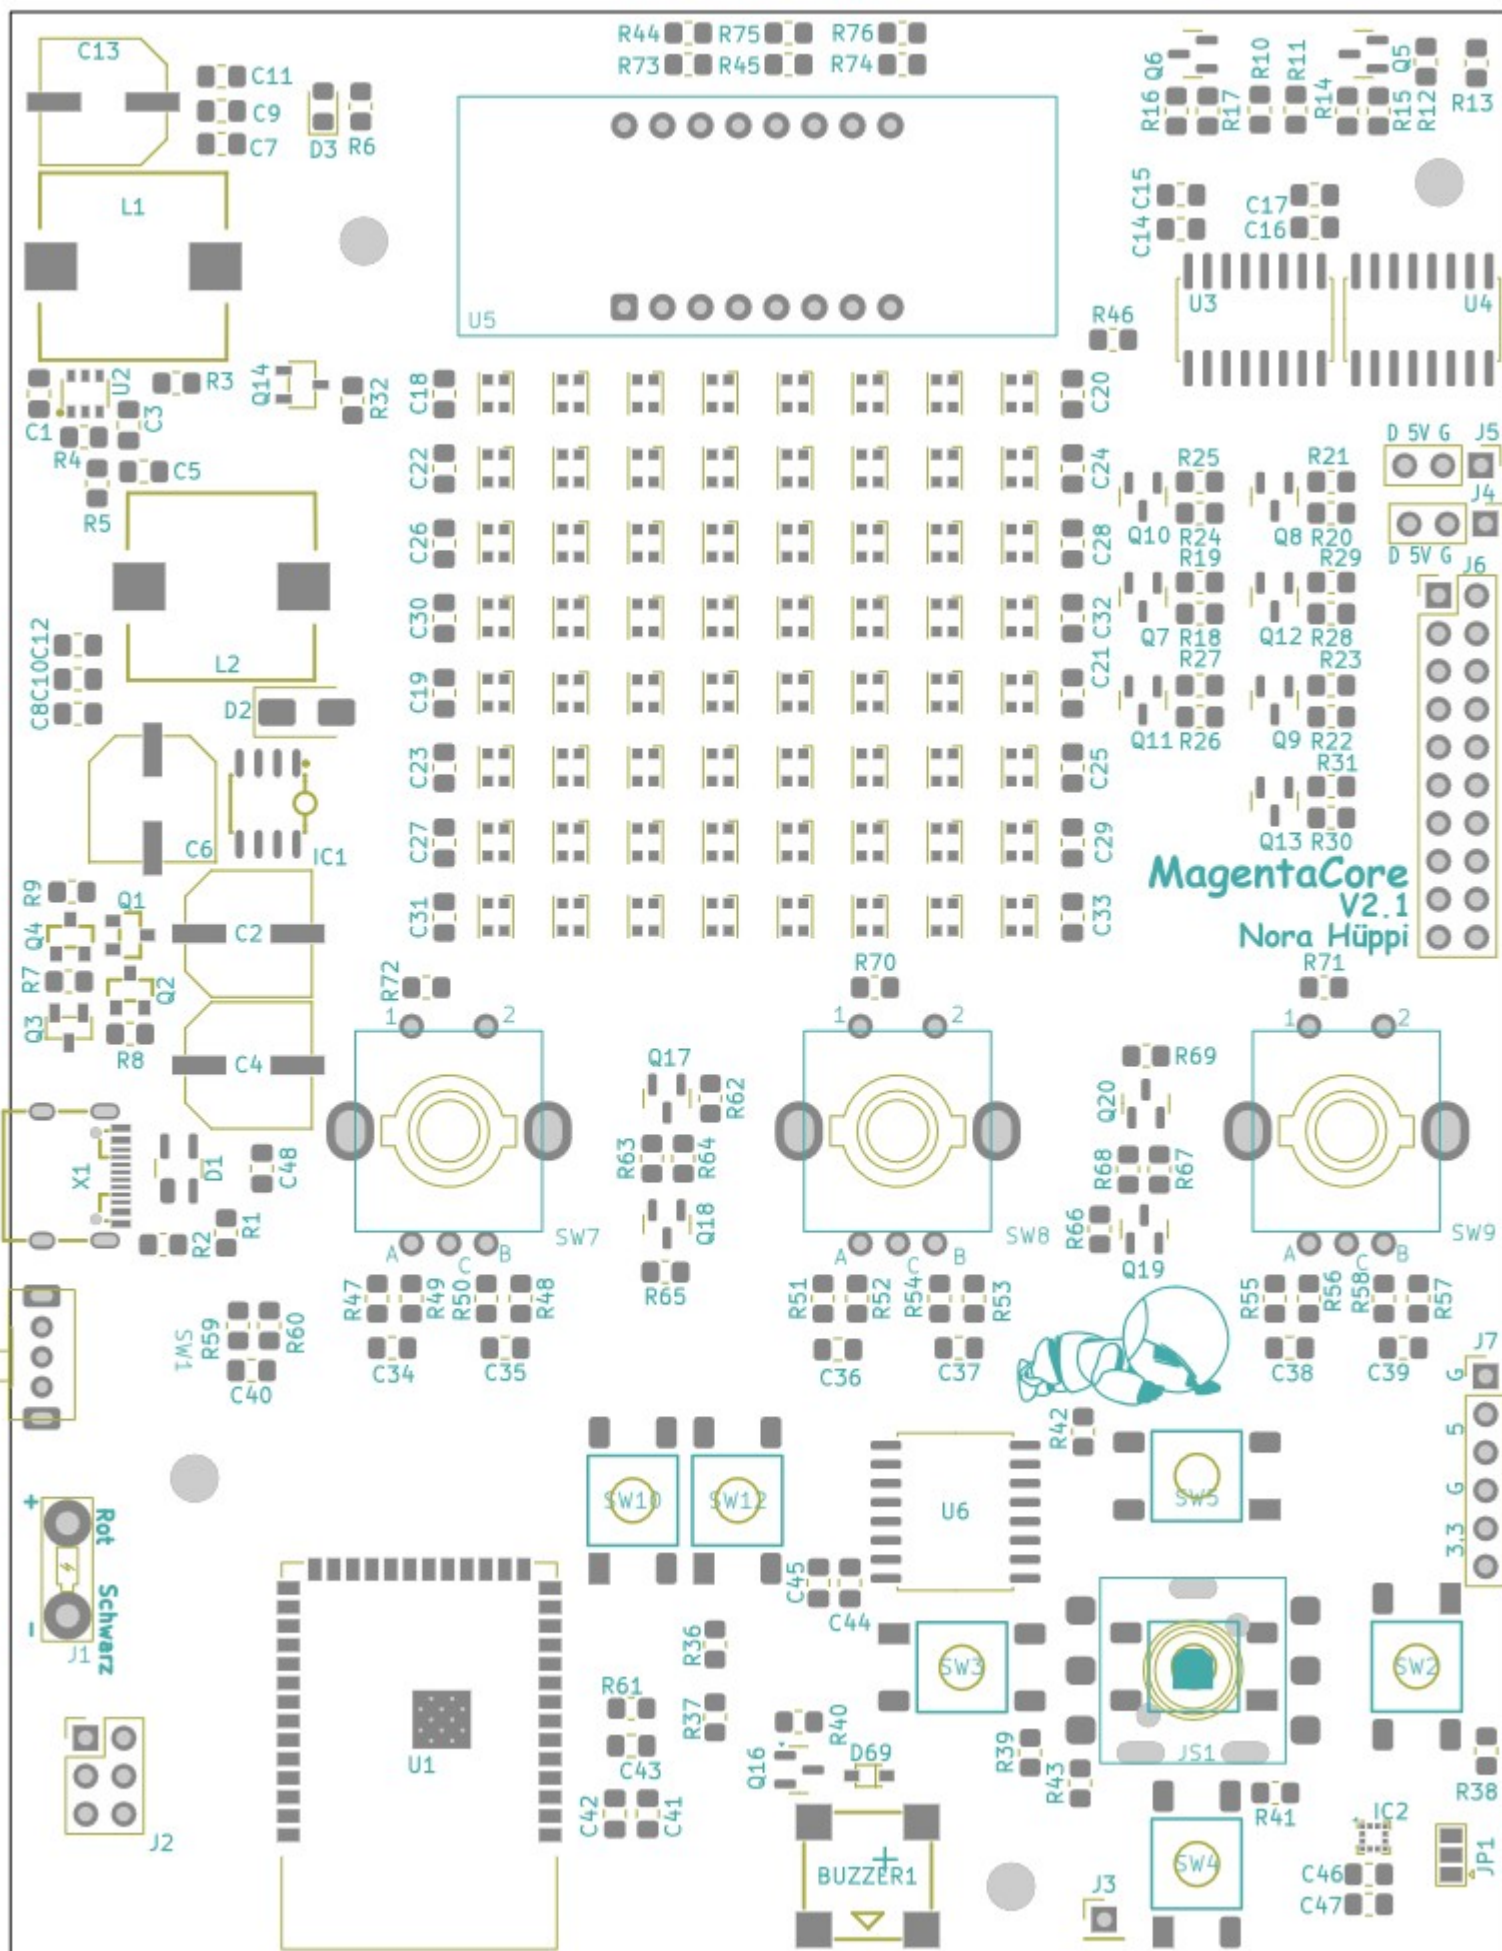 C13
C11
C9
C7
D3
R6
L1
R44
R75
R76
R73
R45
R74
Q6
R10
R11
Q5
R16
R17
R14
R15
R12
R13
C15
C14
C17
C16
U5
U3
U4
R46
C1
U2
R3
Q14
R32
C3
R4
C5
R5
C18
C20
C22
C24
C26
C28
C30
C32
C19
C21
C23
C25
C27
C29
C31
C33
R25
R21
D 5V G
J5
J4
Q10
R24
Q8
R20
D 5V G
R19
R29
J6
Q7
R18
Q12
R28
R27
R23
Q11
R26
Q9
R22
R31
Q13
R30
C12
C10
C8
L2
D2
C6
IC1
MagentaCore
V2.1
Nora Hüppi
R9
Q1
Q4
C2
R7
Q2
Q3
R8
C4
R72
R70
R71
1
2
1
2
1
2
Q17
R62
R69
Q20
R63
R64
R68
R67
X1
D1
C48
R2
R1
Q18
R66
Q19
SW7
SW8
SW9
A
C
B
A
C
B
A
C
B
R65
R47
R49
R50
R48
R51
R52
R54
R53
R55
R56
R58
R57
SW1
R59
R60
C40
C34
C35
C36
C37
C38
C39
J7
G
5
G
3.3
R42
SW10
SW12
U6
SW5
+
Rot
Schwarz
-
J1
C45
C44
R36
SW3
SW2
R61
R37
R40
R39
JS1
U1
C43
Q16
D69
R43
R38
J2
C42
C41
R41
IC2
+
BUZZER1
SW4
C46
C47
JP1
J3